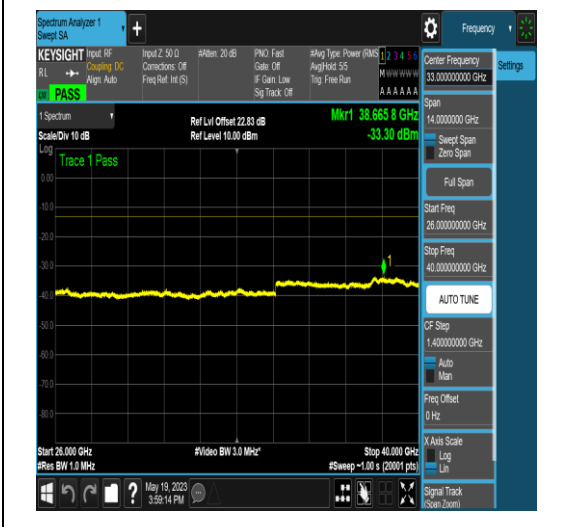 Spectrum Analyzer 1
Swept SA
+
Frequency
KEYSIGHT
RL
Input: RF
Coupling: DC
Align: Auto
Input Z: 50 Ω
Corrections: Off
Freq Ref: Int (S)
#Atten: 20 dB
PNO: Fast
Gate: Off
IF Gain: Low
Sig Track: Off
#Avg Type: Power (RMS
Avg|Hold: 5/5
Trig: Free Run
1 2 3 4 5 6
M W W W W W
A A A A A A
PASS
1 Spectrum
Scale/Div 10 dB
Ref Lvl Offset 22.83 dB
Ref Level 10.00 dBm
Mkr1 38.665 8 GHz
-33.30 dBm
Log
Trace 1 Pass
0.00
-10.0
-20.0
-30.0
-40.0
-50.0
-60.0
-70.0
-80.0
1
Start 26.000 GHz
#Res BW 1.0 MHz
#Video BW 3.0 MHz*
Stop 40.000 GHz
#Sweep ~1.00 s (20001 pts)
May 19, 2023
3:59:14 PM
?
Center Frequency
33.000000000 GHz
Settings
Span
14.0000000 GHz
Swept Span
Zero Span
Full Span
Start Freq
26.000000000 GHz
Stop Freq
40.000000000 GHz
AUTO TUNE
CF Step
1.400000000 GHz
Auto
Man
Freq Offset
0 Hz
X Axis Scale
Log
Lin
Signal Track
(Span Zoom)